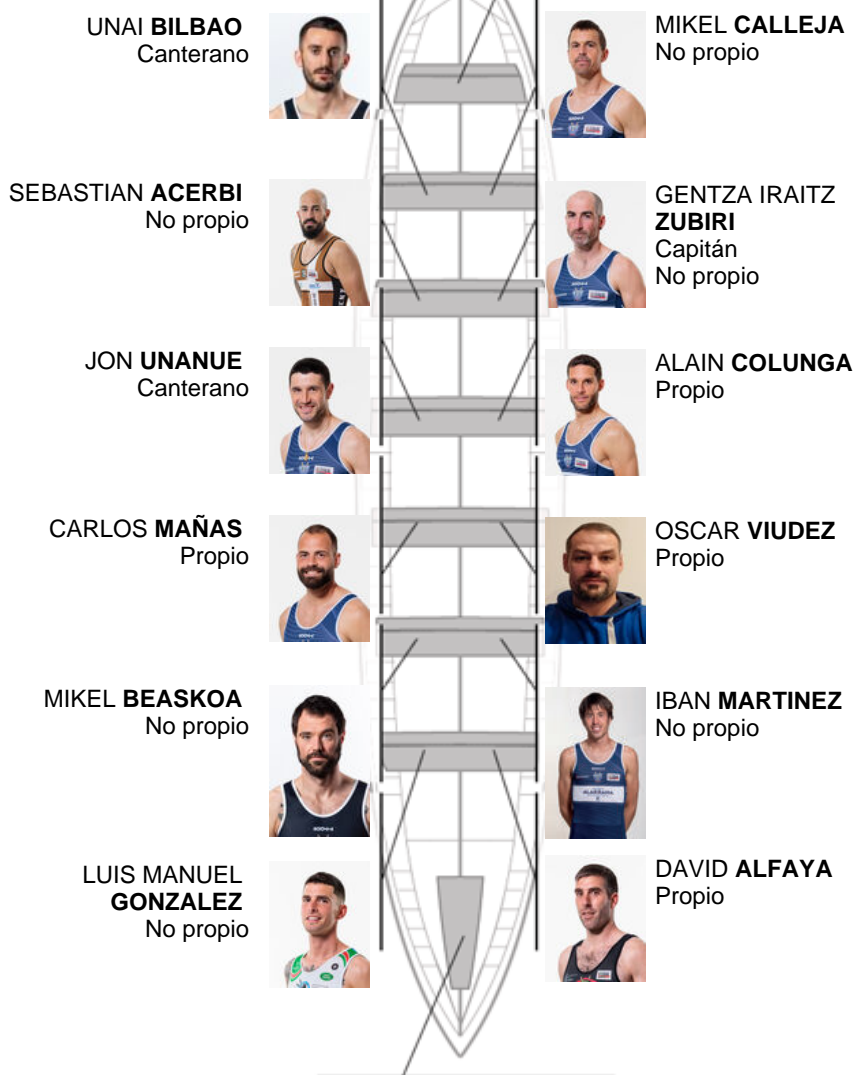 UNAI BILBAO
Canterano
MIKEL CALLEJA
No propio
SEBASTIAN ACERBI
No propio
GENTZA IRAITZ
ZUBIRI
Capitán
No propio
JON UNANUE
Canterano
ALAIN COLUNGA
Propio
CARLOS MAÑAS
Propio
OSCAR VIUDEZ
Propio
MIKEL BEASKOA
No propio
IBAN MARTINEZ
No propio
LUIS MANUEL
GONZALEZ
No propio
DAVID ALFAYA
Propio